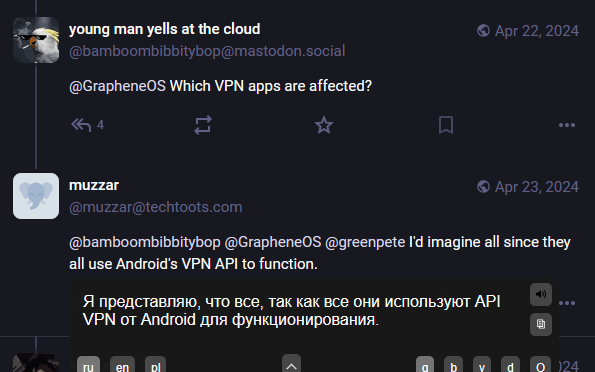 young man yells at the cloud
Apr 22, 2024
@bamboombibbitybop@mastodon.social
@GrapheneOS Which VPN apps are affected?
4
muzzar
Apr 23, 2024
@muzzar@techtoots.com
@bamboombibbitybop @GrapheneOS @greenpete I'd imagine all since they
all use Android's VPN API to function.
Я представляю, что все, так как все они используют API
VPN от Android для функционирования.
ru en pl g b y d O
2024